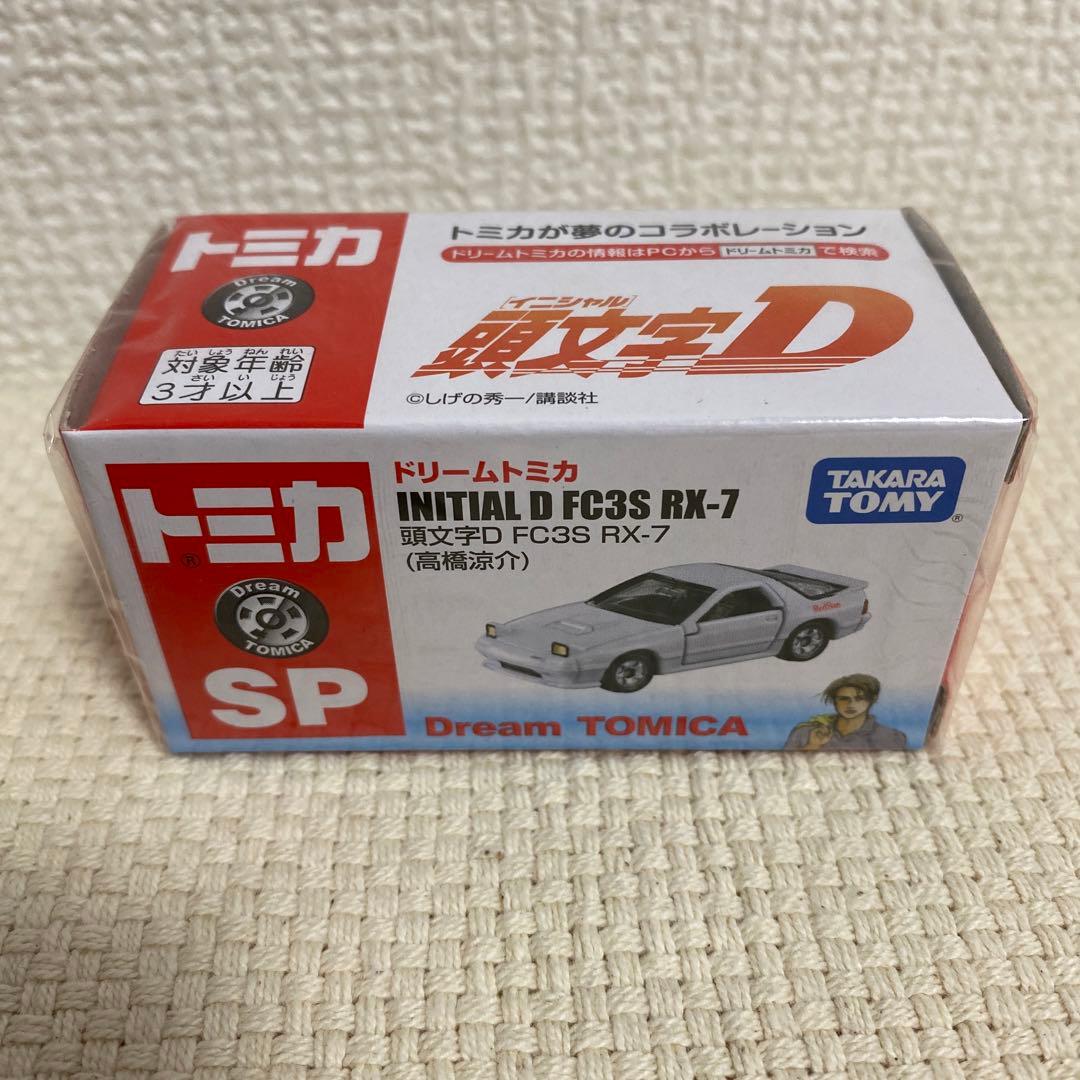 トミカ
Dream
TOMICA
たいしょうねんれい
対象年齢
さいいじょう
3才以上
トミカが夢のコラボレーション
ドリームトミカの情報はPCから ドリームトミカ で検索
イニシャル
頭文字D
©しげの秀一/講談社
トミカ®
Dream
TOMICA
SP
ドリームトミカ
INITIAL D FC3S RX-7
頭文字D FC3S RX-7
(高橋涼介)
TAKARA
TOMY®
RedSuns
Dream TOMICA